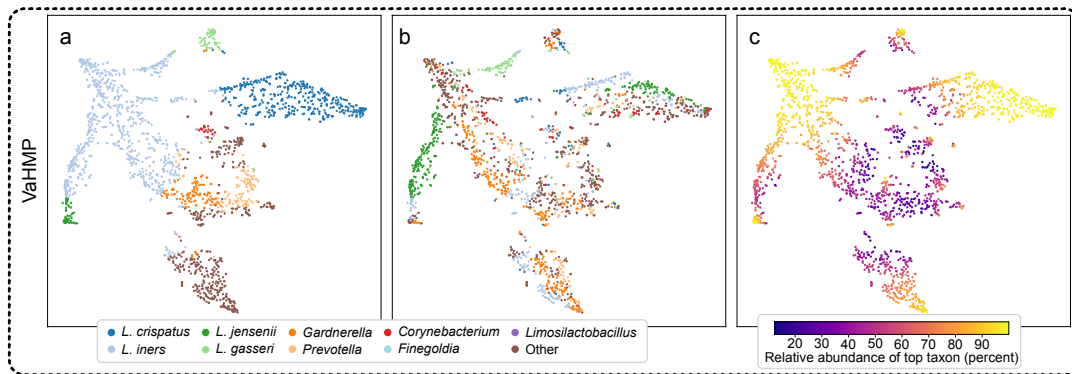 a
b
c
VaHMP
L. crispatus L. jensenii Gardnerella Corynebacterium Limosilactobacillus
L. iners L. gasseri Prevotella Finegoldia Other
20 30 40 50 60 70 80 90
Relative abundance of top taxon (percent)